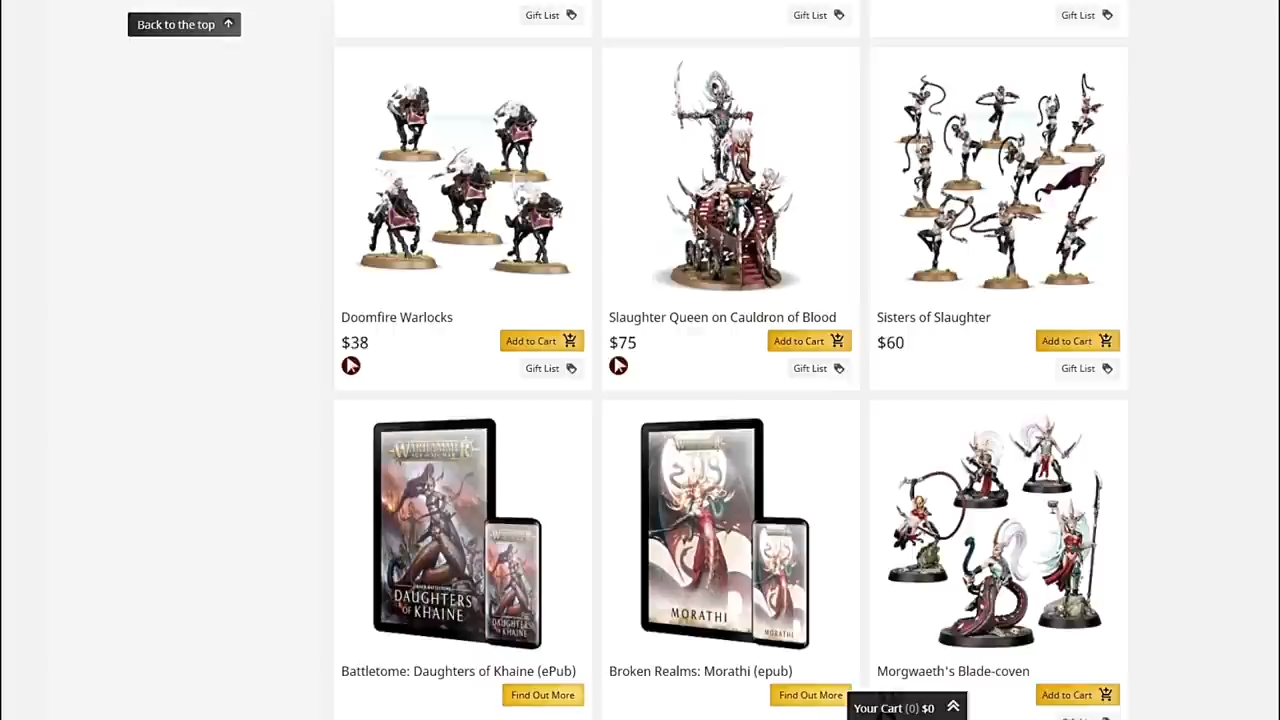 Back to the top
Gift List
Gift List
Gift List
Doomfire Warlocks
$38
Add to Cart
Gift List
Slaughter Queen on Cauldron of Blood
$75
Add to Cart
Gift List
Sisters of Slaughter
$60
Add to Cart
Gift List
WARHAMMER
DAUGHTERS
OF KHAINE
DAUGHTERS
OF KHAINE
Battletome: Daughters of Khaine (ePub)
Find Out More
MORATHI
MORATHI
Broken Realms: Morathi (epub)
Find Out More
Morgwaeth's Blade-coven
Add to Cart
Your Cart (0) $0